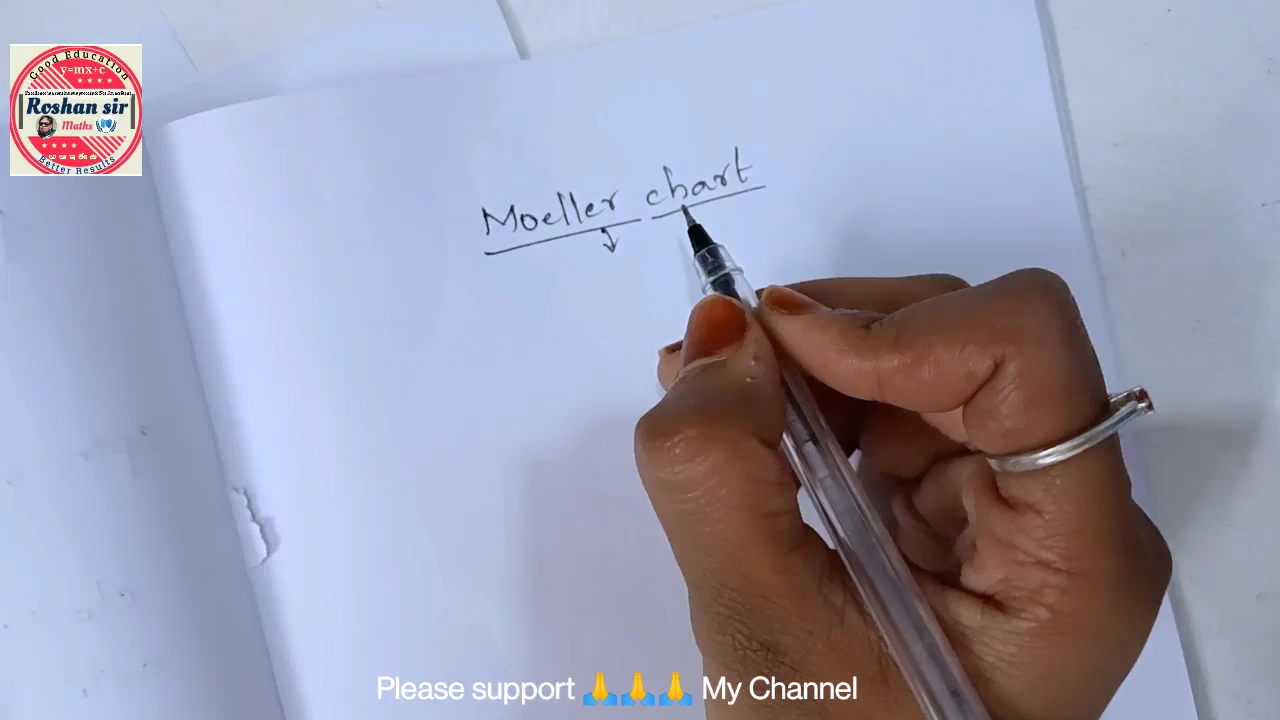 Good Education
y=mx+c
Roshan sir
Maths
Better Results
Moeller chart
Please support 🙏🙏🙏 My Channel